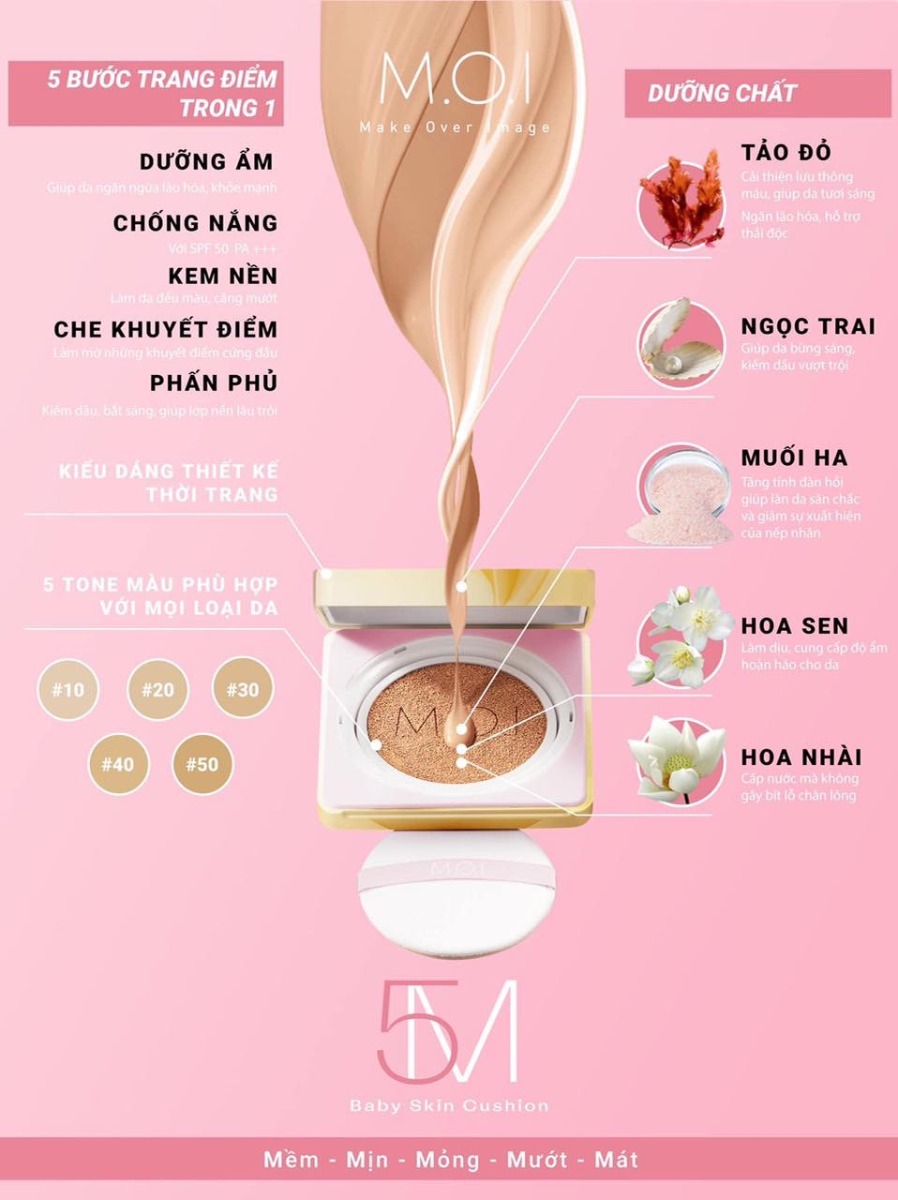 M.O.I
Make Over Image
5 BƯỚC TRANG ĐIỂM
TRONG 1
DƯỠNG ẨM
Giúp da ngăn ngừa lão hóa, khỏe mạnh
CHỐNG NẮNG
Với SPF 50 PA +++
KEM NỀN
Làm da đều màu, căng mướt
CHE KHUYẾT ĐIỂM
Làm mờ những khuyết điểm cứng đầu
PHẤN PHỦ
Kiềm dầu, bắt sáng, giúp lớp nền lâu trôi
KIỂU DÁNG THIẾT KẾ
THỜI TRANG
5 TONE MÀU PHÙ HỢP
VỚI MỌI LOẠI DA
#10 #20 #30
#40 #50
DƯỠNG CHẤT
TẢO ĐỎ
Cải thiện lưu thông
máu, giúp da tươi sáng
Ngăn lão hóa, hỗ trợ
thải độc
NGỌC TRAI
Giúp da bừng sáng,
kiềm dầu vượt trội
MUỐI HA
Tăng tính đàn hồi
giúp làn da săn chắc
và giảm sự xuất hiện
của nếp nhăn
HOA SEN
Làm dịu, cung cấp độ ẩm
hoàn hảo cho da
HOA NHÀI
Cấp nước mà không
gây bít lỗ chân lông
M.O.I
M.O.I
5M
Baby Skin Cushion
Mềm - Mịn - Mỏng - Mướt - Mát